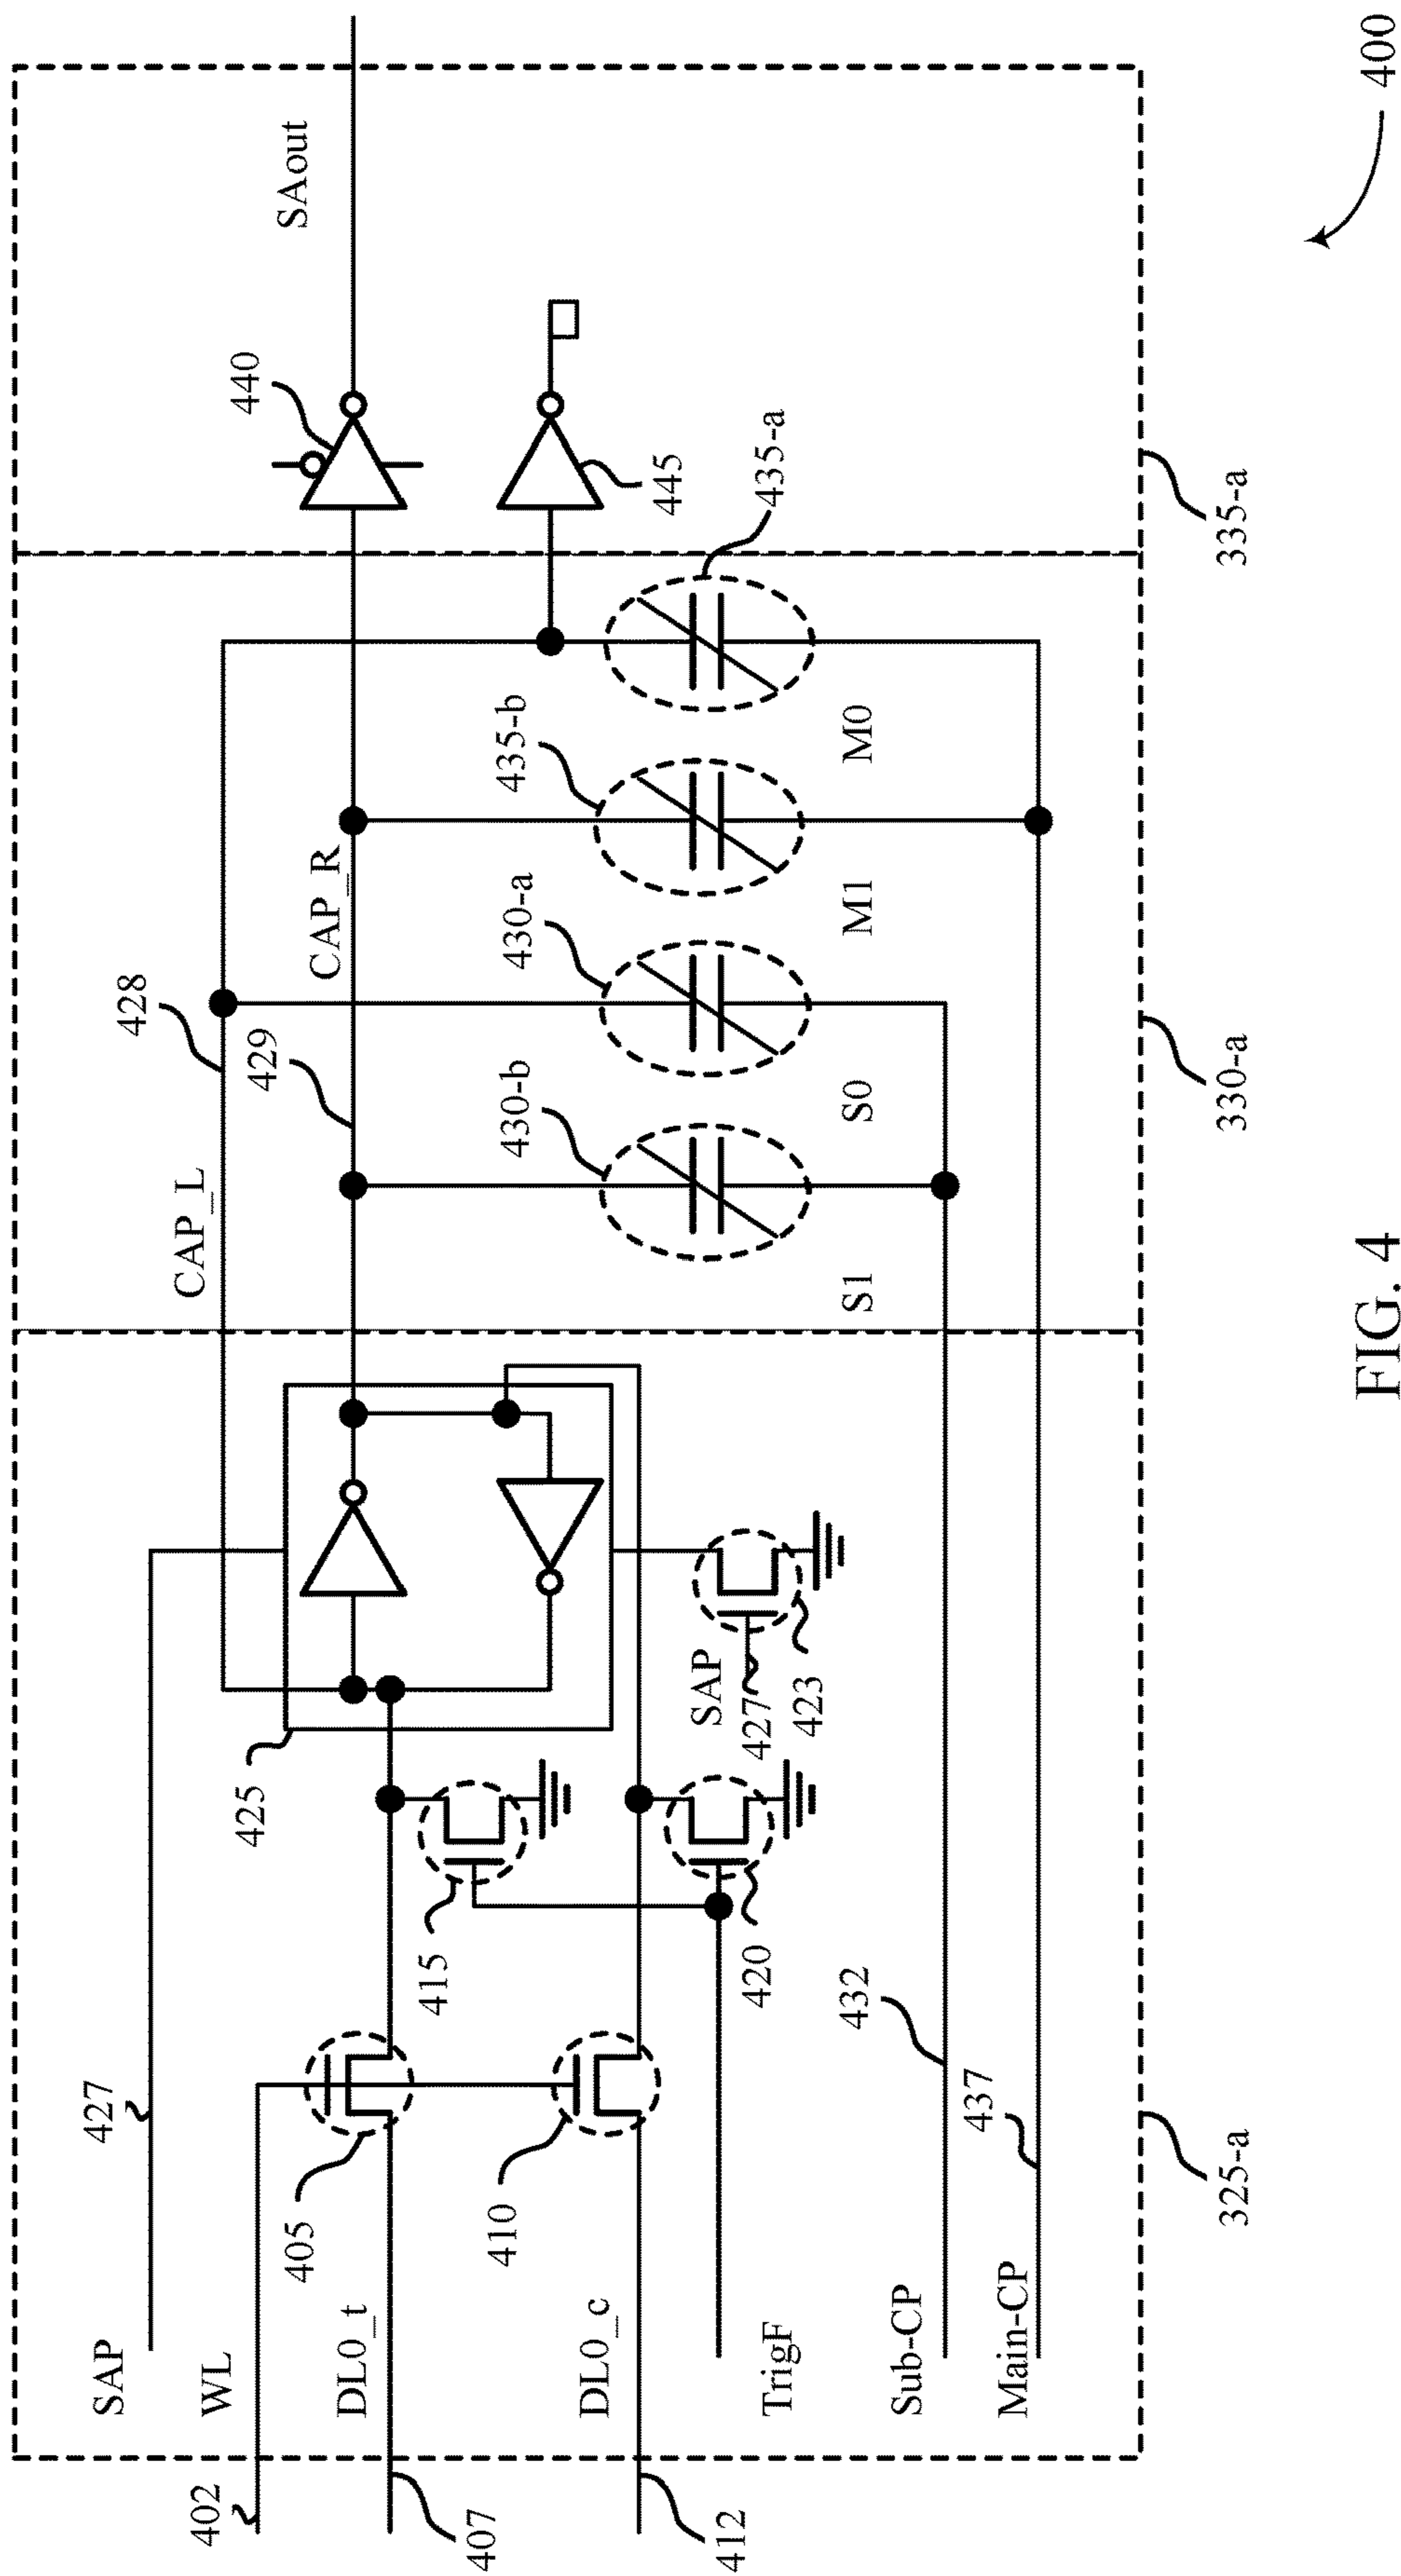 SAout
440
445
435-a
335-a
428
CAP_R
429
435-b
430-a
430-b
CAP_L
M0
M1
S0
S1
330-a
425
SAP
427
423
415
420
427
SAP
WL
402
405
DL0_t
407
410
DL0_c
412
TrigF
432
Sub-CP
437
Main-CP
325-a
400
FIG. 4